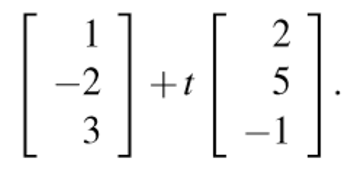 [ 1 -2 3 ] + t [ 2 5 -1 ].